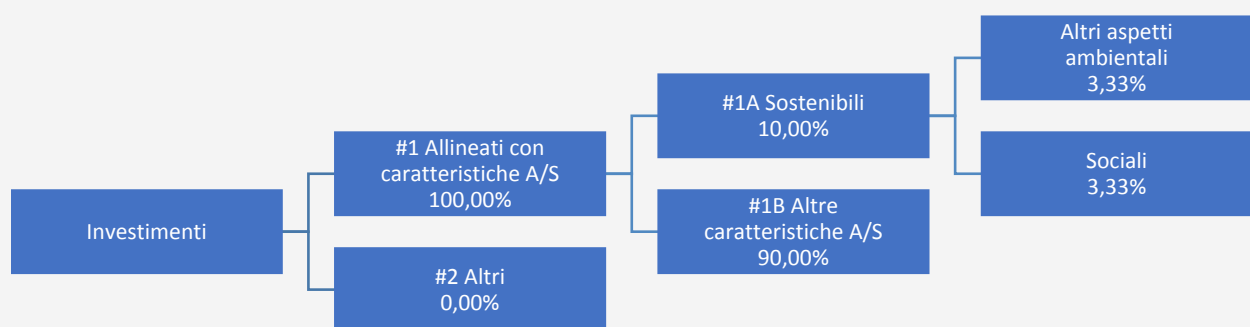 Investimenti
#1 Allineati con
caratteristiche A/S
100,00%
#2 Altri
0,00%
#1A Sostenibili
10,00%
#1B Altre
caratteristiche A/S
90,00%
Altri aspetti
ambientali
3,33%
Sociali
3,33%